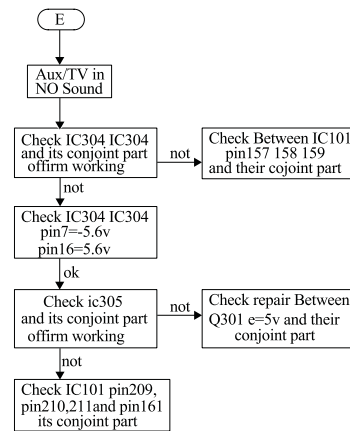 E
Aux/TV in
NO Sound
Check IC304 IC304
and its conjoint part
offirm working
not
Check Between IC101
pin157 158 159
and their cojoint part
not
Check IC304 IC304
pin7=-5.6v
pin16=5.6v
ok
Check ic305
and its conjoint part
offirm working
not
Check repair Between
Q301 e=5v and their
conjoint part
not
Check IC101 pin209,
pin210,211and pin161
its conjoint part